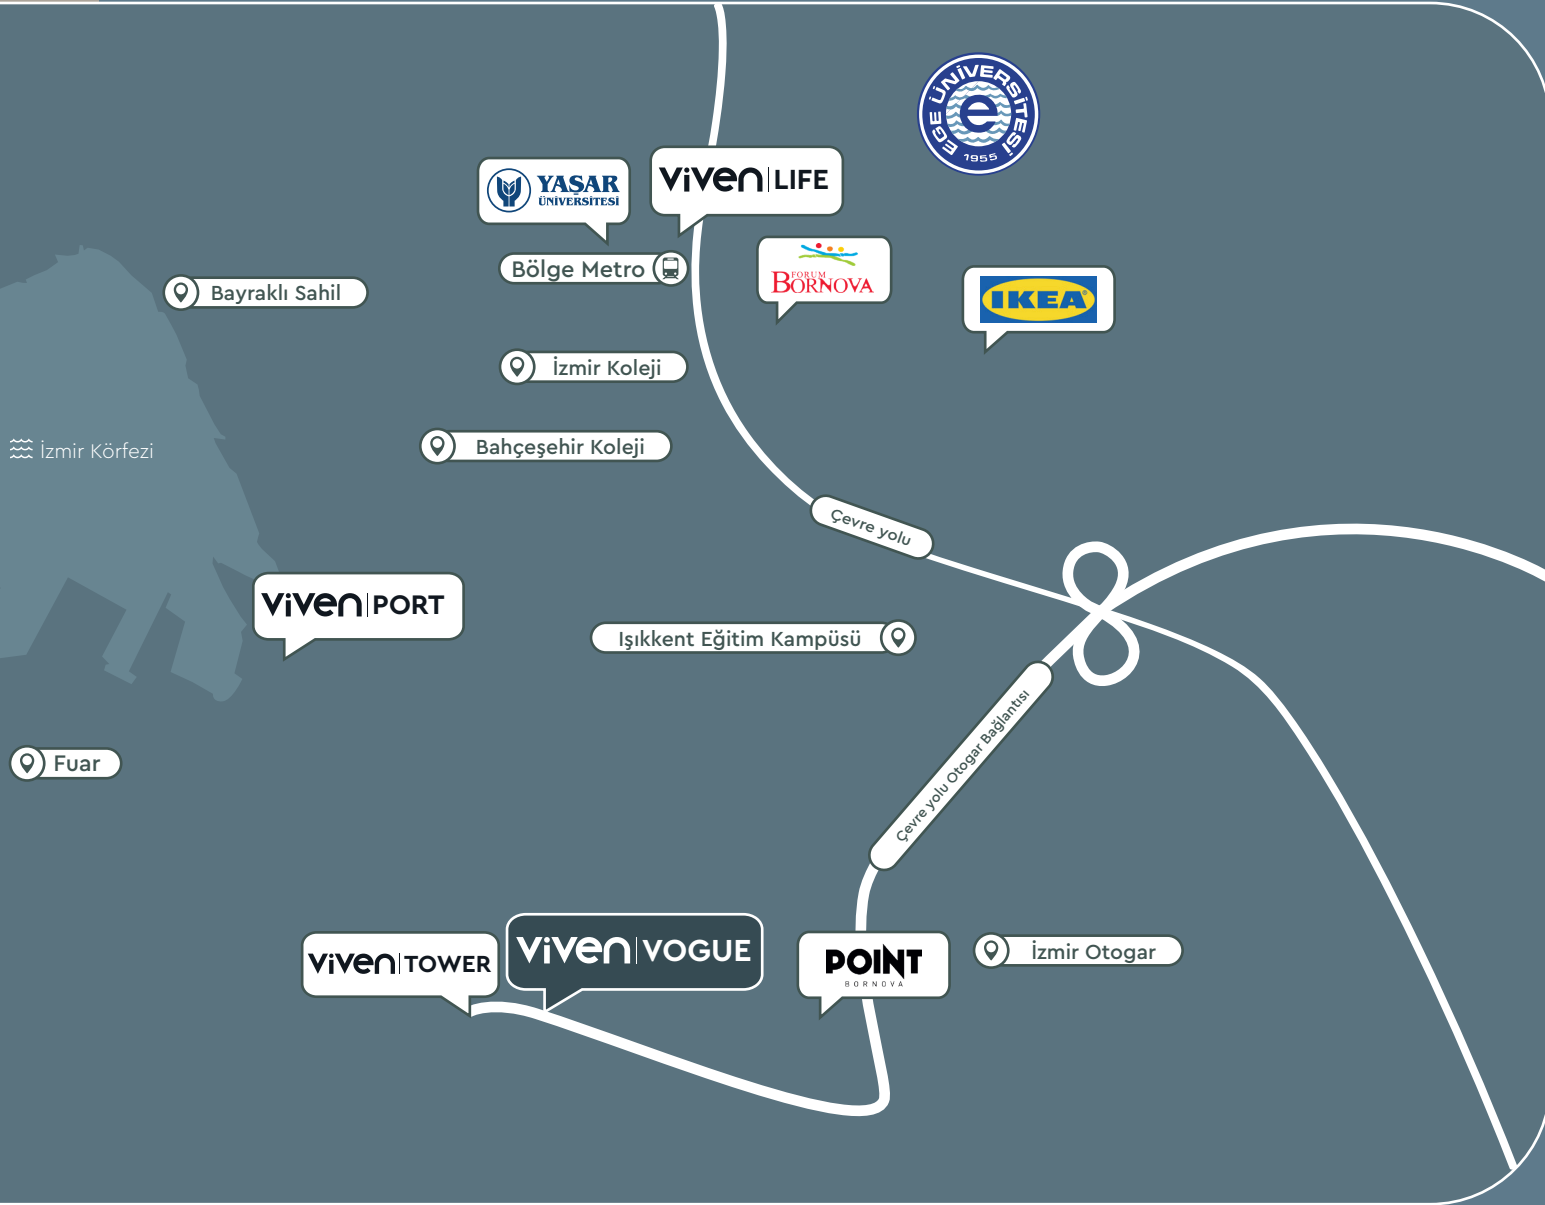 EGE ÜNİVERSİTESİ
1955
YAŞAR
ÜNİVERSİTESİ
viven|LIFE
Bölge Metro
FORUM
BORNOVA
IKEA
Bayraklı Sahil
İzmir Koleji
Bahçeşehir Koleji
İzmir Körfezi
Çevre yolu
viven|PORT
Işıkkent Eğitim Kampüsü
Çevre yolu Otogar Bağlantısı
Fuar
viven|TOWER
viven|VOGUE
POINT
BORNOVA
İzmir Otogar